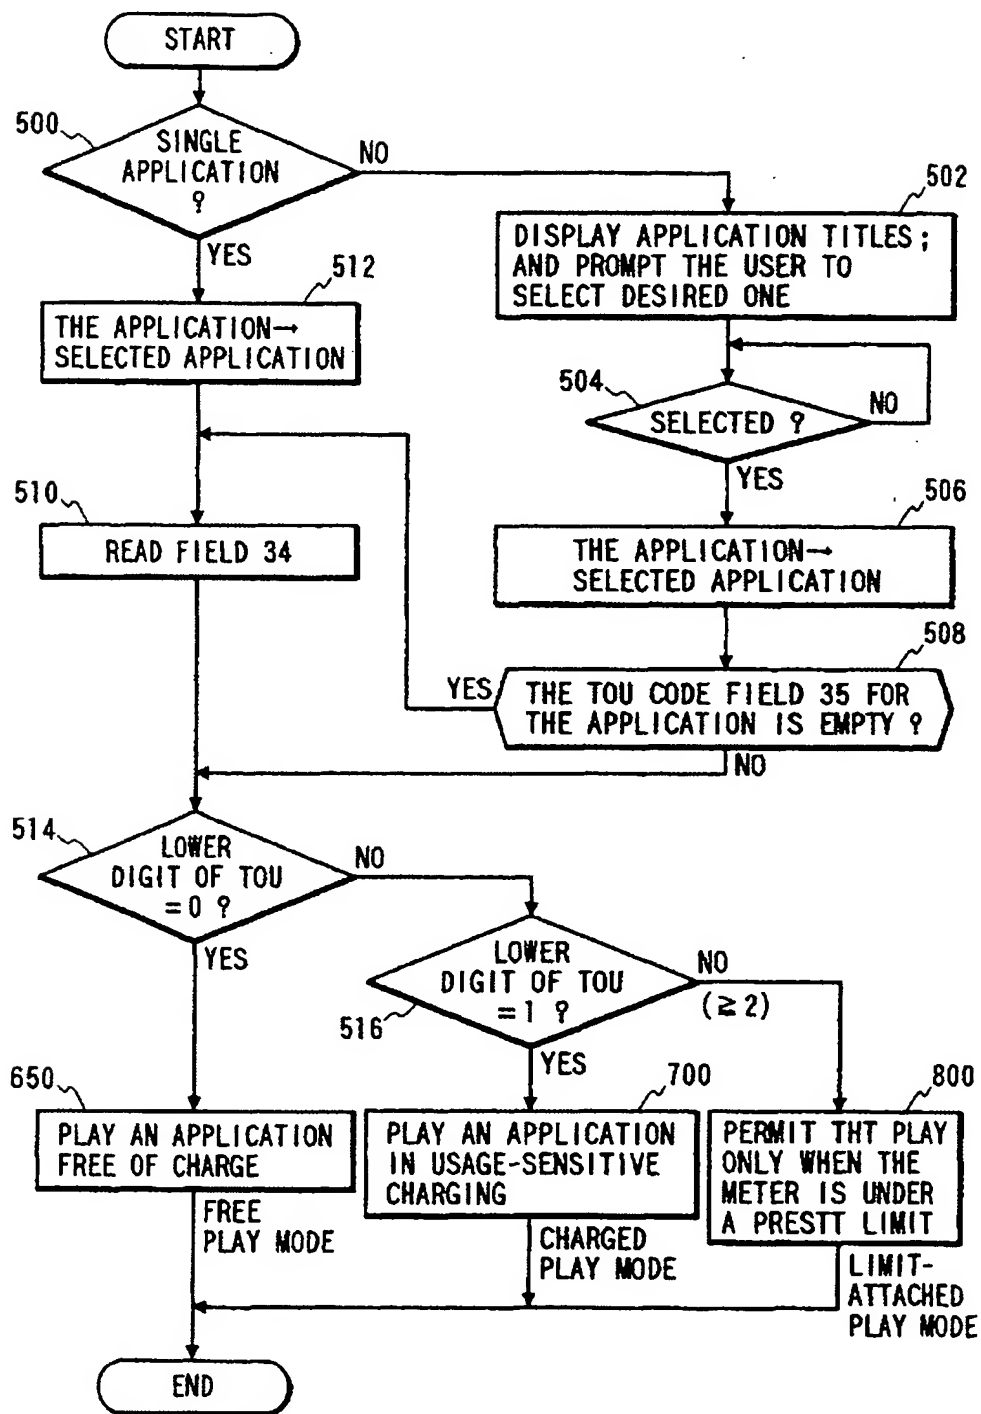 START
500
SINGLE
APPLICATION
?
NO
YES
502
DISPLAY APPLICATION TITLES;
AND PROMPT THE USER TO
SELECT DESIRED ONE
512
THE APPLICATION→
SELECTED APPLICATION
504
SELECTED ?
NO
YES
510
READ FIELD 34
506
THE APPLICATION→
SELECTED APPLICATION
508
YES
THE TOU CODE FIELD 35 FOR
THE APPLICATION IS EMPTY ?
NO
514
LOWER
DIGIT OF TOU
=0 ?
NO
YES
516
LOWER
DIGIT OF TOU
=1 ?
NO
(≧2)
YES
650
PLAY AN APPLICATION
FREE OF CHARGE
FREE
PLAY MODE
700
PLAY AN APPLICATION
IN USAGE-SENSITIVE
CHARGING
CHARGED
PLAY MODE
800
PERMIT THT PLAY
ONLY WHEN THE
METER IS UNDER
A PRESTT LIMIT
LIMIT-
ATTACHED
PLAY MODE
END